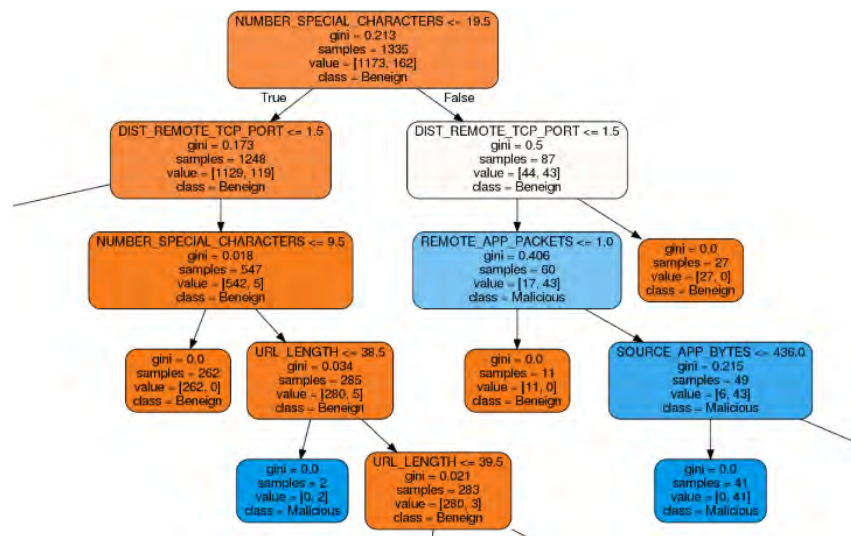 NUMBER_SPECIAL_CHARACTERS <= 19.5
gini = 0.213
samples = 1335
value = [1173, 162]
class = Beneign
True
False
DIST_REMOTE_TCP_PORT <= 1.5
gini = 0.173
samples = 1248
value = [1129, 119]
class = Beneign
DIST_REMOTE_TCP_PORT <= 1.5
gini = 0.5
samples = 87
value = [44, 43]
class = Beneign
NUMBER_SPECIAL_CHARACTERS <= 9.5
gini = 0.018
samples = 547
value = [542, 5]
class = Beneign
REMOTE_APP_PACKETS <= 1.0
gini = 0.406
samples = 60
value = [17, 43]
class = Malicious
gini = 0.0
samples = 27
value = [27, 0]
class = Beneign
gini = 0.0
samples = 262
value = [262, 0]
class = Beneign
URL_LENGTH <= 38.5
gini = 0.034
samples = 285
value = [280, 5]
class = Beneign
gini = 0.0
samples = 11
value = [11, 0]
class = Beneign
SOURCE_APP_BYTES <= 436.0
gini = 0.215
samples = 49
value = [6, 43]
class = Malicious
gini = 0.0
samples = 2
value = [0, 2]
class = Malicious
URL_LENGTH <= 39.5
gini = 0.021
samples = 283
value = [280, 3]
class = Beneign
gini = 0.0
samples = 41
value = [0, 41]
class = Malicious